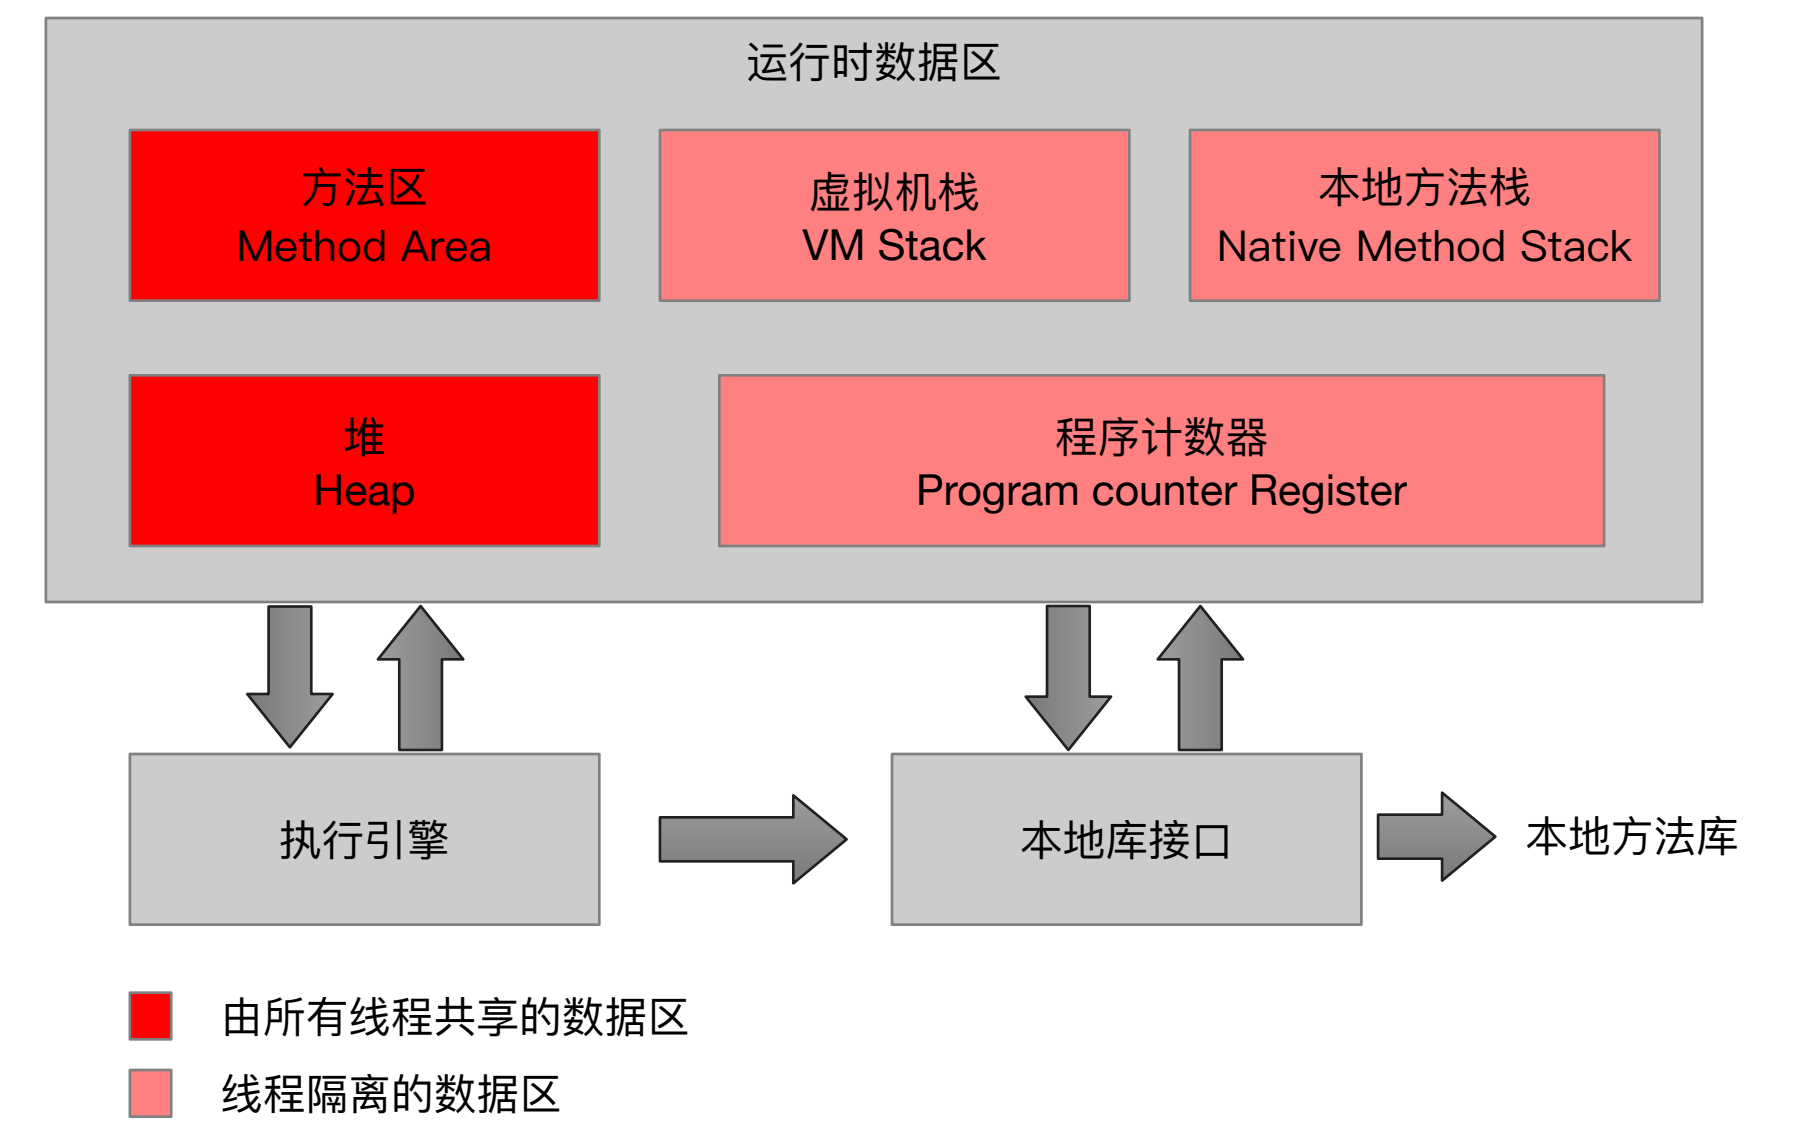 运行时数据区
方法区
Method Area
虚拟机栈
VM Stack
本地方法栈
Native Method Stack
堆
Heap
程序计数器
Program counter Register
执行引擎
本地库接口
本地方法库
由所有线程共享的数据区
线程隔离的数据区